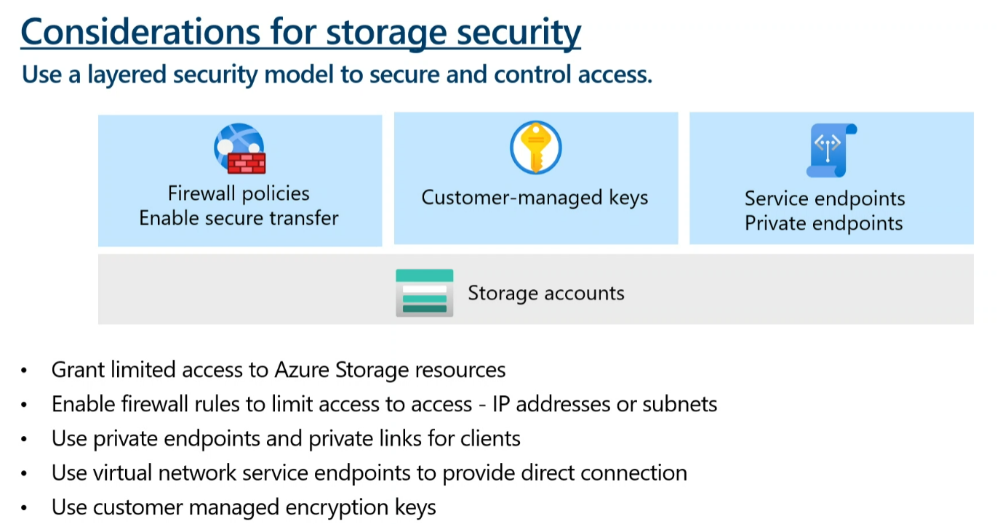 Considerations for storage security
Use a layered security model to secure and control access.
Firewall policies
Enable secure transfer
Customer-managed keys
Service endpoints
Private endpoints
Storage accounts
• Grant limited access to Azure Storage resources
• Enable firewall rules to limit access to access - IP addresses or subnets
• Use private endpoints and private links for clients
• Use virtual network service endpoints to provide direct connection
• Use customer managed encryption keys